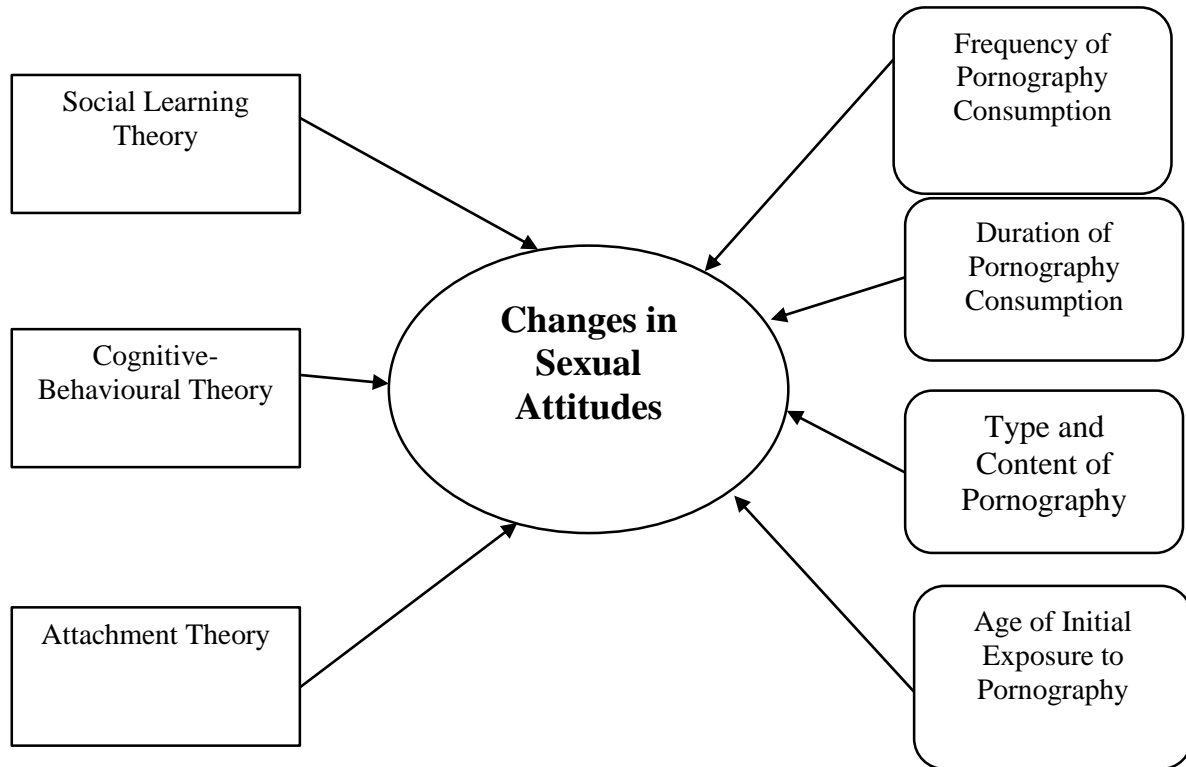 Social Learning
Theory
Cognitive-
Behavioural Theory
Attachment Theory
Changes in
Sexual
Attitudes
Frequency of
Pornography
Consumption
Duration of
Pornography
Consumption
Type and
Content of
Pornography
Age of Initial
Exposure to
Pornography